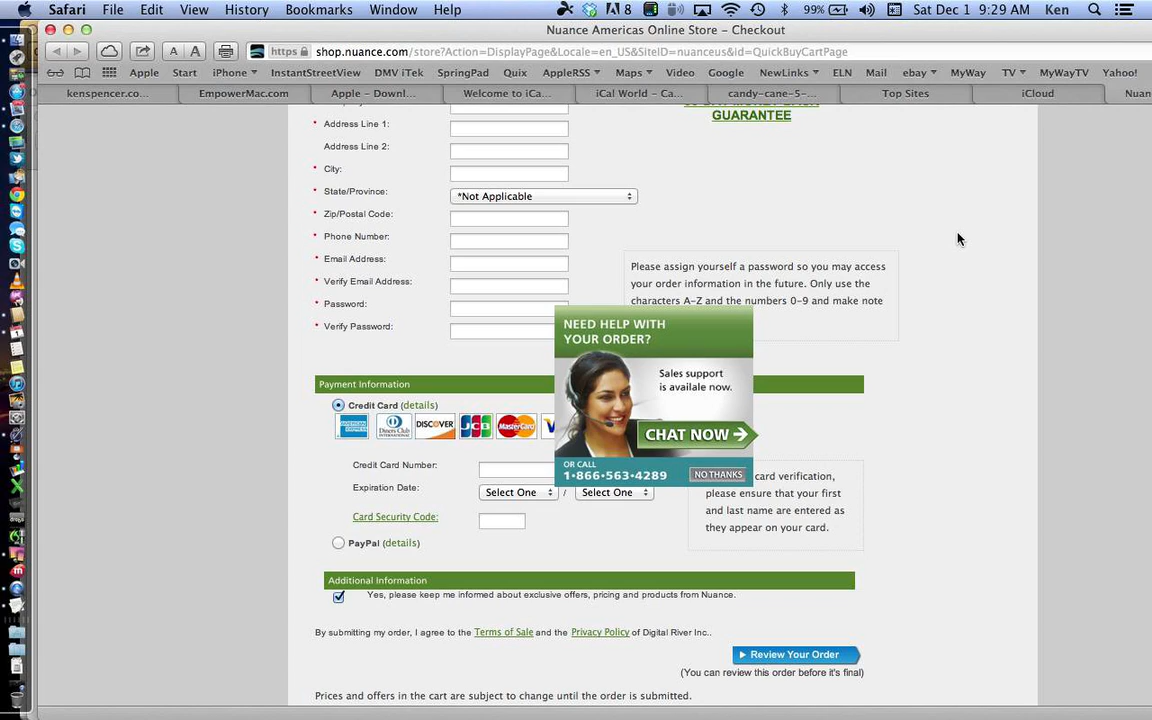 Safari File Edit View History Bookmarks Window Help 8 99% Sat Dec 1 9:29 AM Ken
Nuance Americas Online Store – Checkout
A A https shop.nuance.com/store?Action=DisplayPage&Locale=en_US&SiteID=nuanceus&id=QuickBuyCartPage
Apple Start iPhone InstantStreetView DMV iTek SpringPad Quix AppleRSS Maps Video Google NewLinks ELN Mail ebay MyWay TV MyWayTV Yahoo!
kenspencer.co... EmpowerMac.com Apple – Downl... Welcome to iCa... iCal World – Ca... candy-cane-5-... Top Sites iCloud Nuan
GUARANTEE
* Address Line 1:
Address Line 2:
* City:
* State/Province: *Not Applicable
* Zip/Postal Code:
* Phone Number:
* Email Address:
* Verify Email Address:
* Password:
* Verify Password:
Please assign yourself a password so you may access
your order information in the future. Only use the
characters A–Z and the numbers 0–9 and make note
NEED HELP WITH
YOUR ORDER?
Sales support
is availale now.
CHAT NOW
OR CALL
1•866•563•4289 NO THANKS
Payment Information
Credit Card (details)
AMERICAN EXPRESS Diners Club INTERNATIONAL DISCOVER JCB MasterCard V
Credit Card Number:
Expiration Date: Select One / Select One
Card Security Code:
card verification,
please ensure that your first
and last name are entered as
they appear on your card.
PayPal (details)
Additional Information
Yes, please keep me informed about exclusive offers, pricing and products from Nuance.
By submitting my order, I agree to the Terms of Sale and the Privacy Policy of Digital River Inc..
Review Your Order
(You can review this order before it's final)
Prices and offers in the cart are subject to change until the order is submitted.